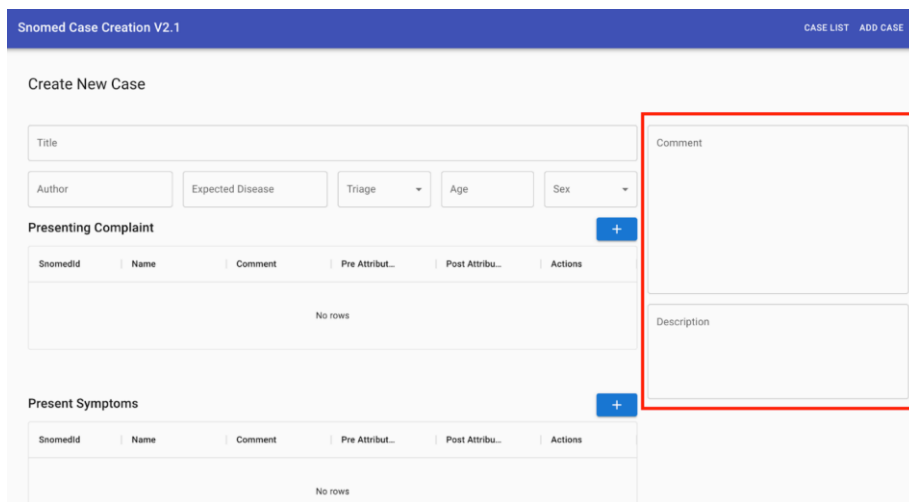 Snomed Case Creation V2.1
CASE LIST ADD CASE
Create New Case
Title
Author Expected Disease Triage Age Sex
Presenting Complaint
+
SnomedId Name Comment Pre Attribut... Post Attribu... Actions
No rows
Present Symptoms
+
SnomedId Name Comment Pre Attribut... Post Attribu... Actions
No rows
Comment
Description